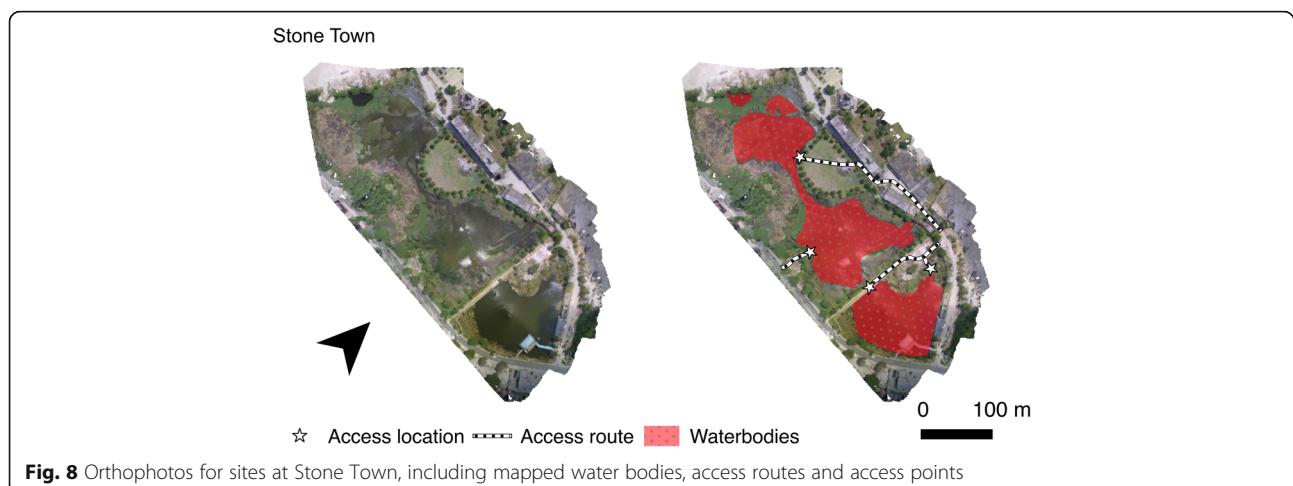 Stone Town
0 100 m
Access location Access route Waterbodies
Fig. 8 Orthophotos for sites at Stone Town, including mapped water bodies, access routes and access points